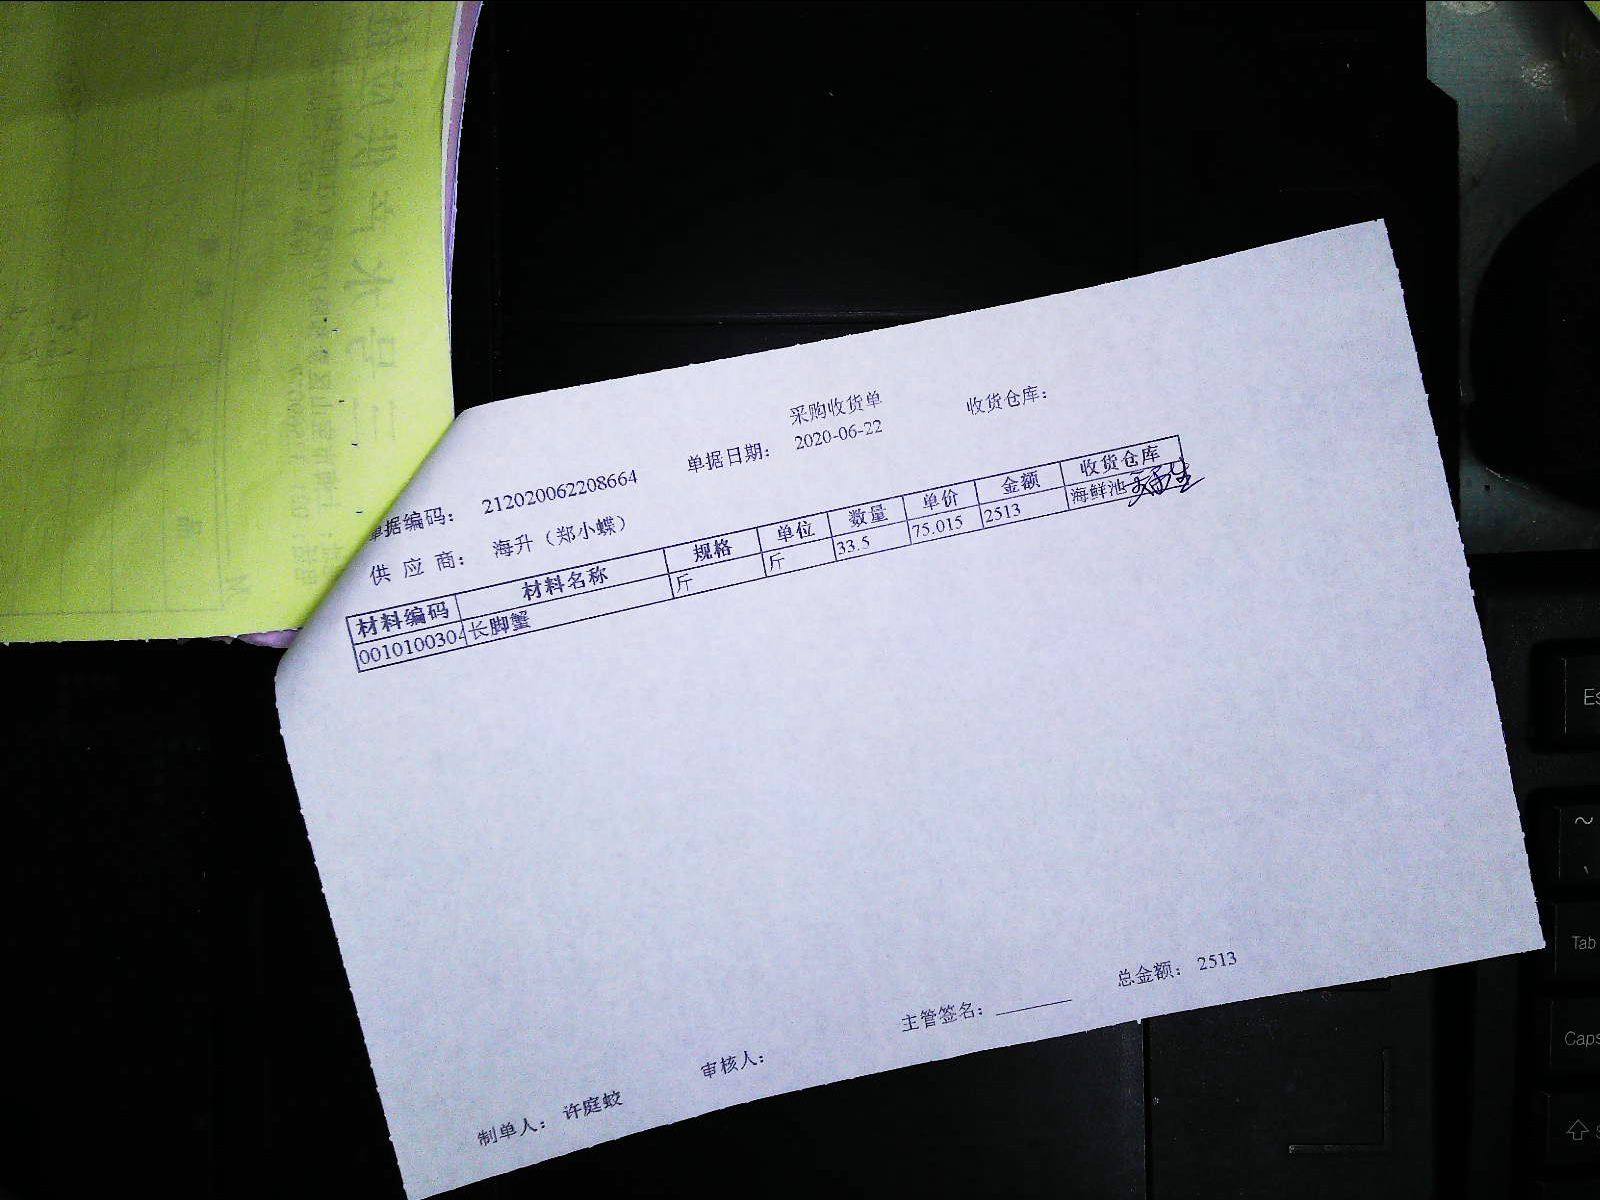 采购收货单
单据编码： 212020062208664 单据日期： 2020-06-22 收货仓库：
供 应 商： 海升（郑小蝶）
材料编码 材料名称 规格 单位 数量 单价 金额 收货仓库
0010100304 长脚蟹 斤 斤 33.5 75.015 2513 海鲜池
主管签名： ______ 总金额： 2513
制单人： 许庭蛟 审核人：
Es
~
Tab
Caps